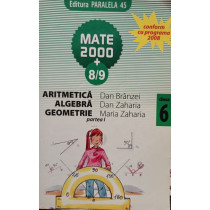 Editura PARALELA 45
MATE
2000
+
8/9
conform
cu programa
2008
ARITMETICĂ Dan Brânzei
ALGEBRĂ Dan Zaharia
GEOMETRIE Maria Zaharia
partea I
6